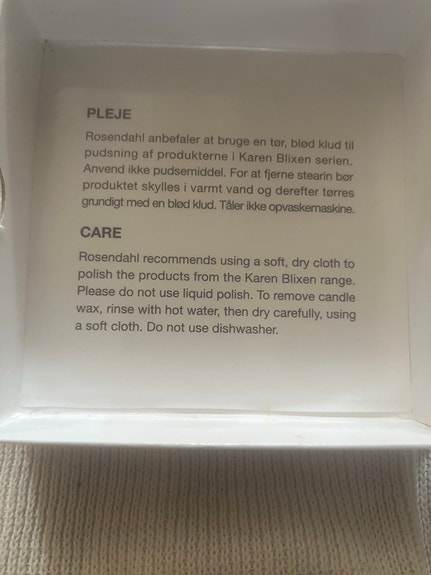 PLEJE
Rosendahl anbefaler at bruge en tør, blød klud til
pudsning af produkterne i Karen Blixen serien.
Anvend ikke pudsemiddel. For at fjerne stearin bør
produktet skylles i varmt vand og derefter tørres
grundigt med en blød klud. Tåler ikke opvaskemaskine.
CARE
Rosendahl recommends using a soft, dry cloth to
polish the products from the Karen Blixen range.
Please do not use liquid polish. To remove candle
wax, rinse with hot water, then dry carefully, using
a soft cloth. Do not use dishwasher.